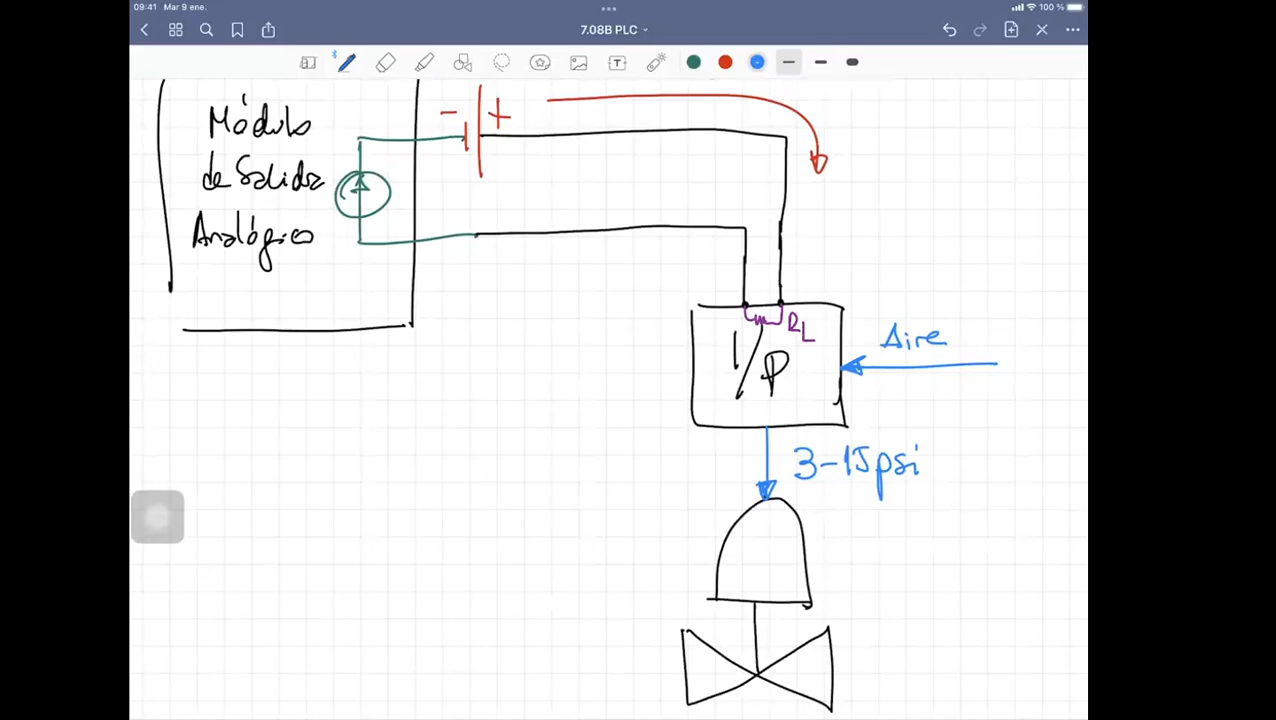 09:41 Mar 9 ene.
100 %
7.08B PLC
Módulo
de Salida
Analógico
- +
RL
I/P
Aire
3-15psi